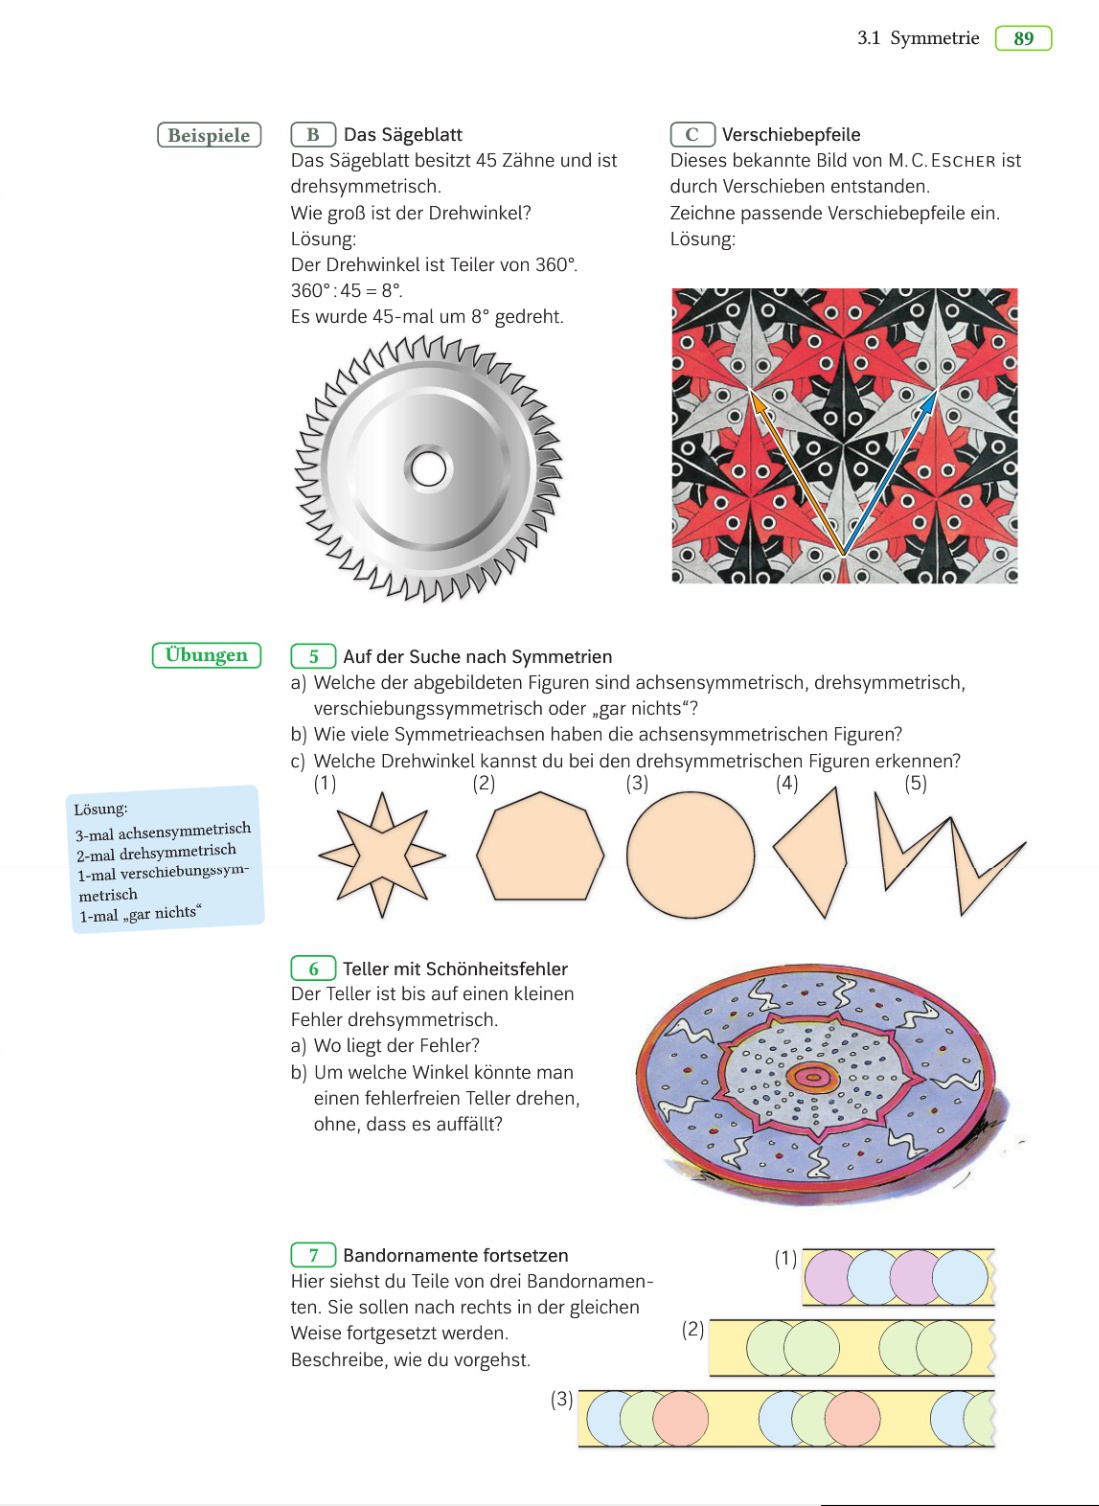 3.1 Symmetrie 89
Beispiele
B Das Sägeblatt
Das Sägeblatt besitzt 45 Zähne und ist
drehsymmetrisch.
Wie groß ist der Drehwinkel?
Lösung:
Der Drehwinkel ist Teiler von 360°.
360° : 45 = 8°.
Es wurde 45-mal um 8° gedreht.
C Verschiebepfeile
Dieses bekannte Bild von M. C. ESCHER ist
durch Verschieben entstanden.
Zeichne passende Verschiebepfeile ein.
Lösung:
Übungen
5 Auf der Suche nach Symmetrien
a) Welche der abgebildeten Figuren sind achsensymmetrisch, drehsymmetrisch,
verschiebungssymmetrisch oder „gar nichts“?
b) Wie viele Symmetrieachsen haben die achsensymmetrischen Figuren?
c) Welche Drehwinkel kannst du bei den drehsymmetrischen Figuren erkennen?
(1) (2) (3) (4) (5)
Lösung:
3-mal achsensymmetrisch
2-mal drehsymmetrisch
1-mal verschiebungssym-
metrisch
1-mal „gar nichts“
6 Teller mit Schönheitsfehler
Der Teller ist bis auf einen kleinen
Fehler drehsymmetrisch.
a) Wo liegt der Fehler?
b) Um welche Winkel könnte man
einen fehlerfreien Teller drehen,
ohne, dass es auffällt?
7 Bandornamente fortsetzen
Hier siehst du Teile von drei Bandornamen-
ten. Sie sollen nach rechts in der gleichen
Weise fortgesetzt werden.
Beschreibe, wie du vorgehst.
(1)
(2)
(3)